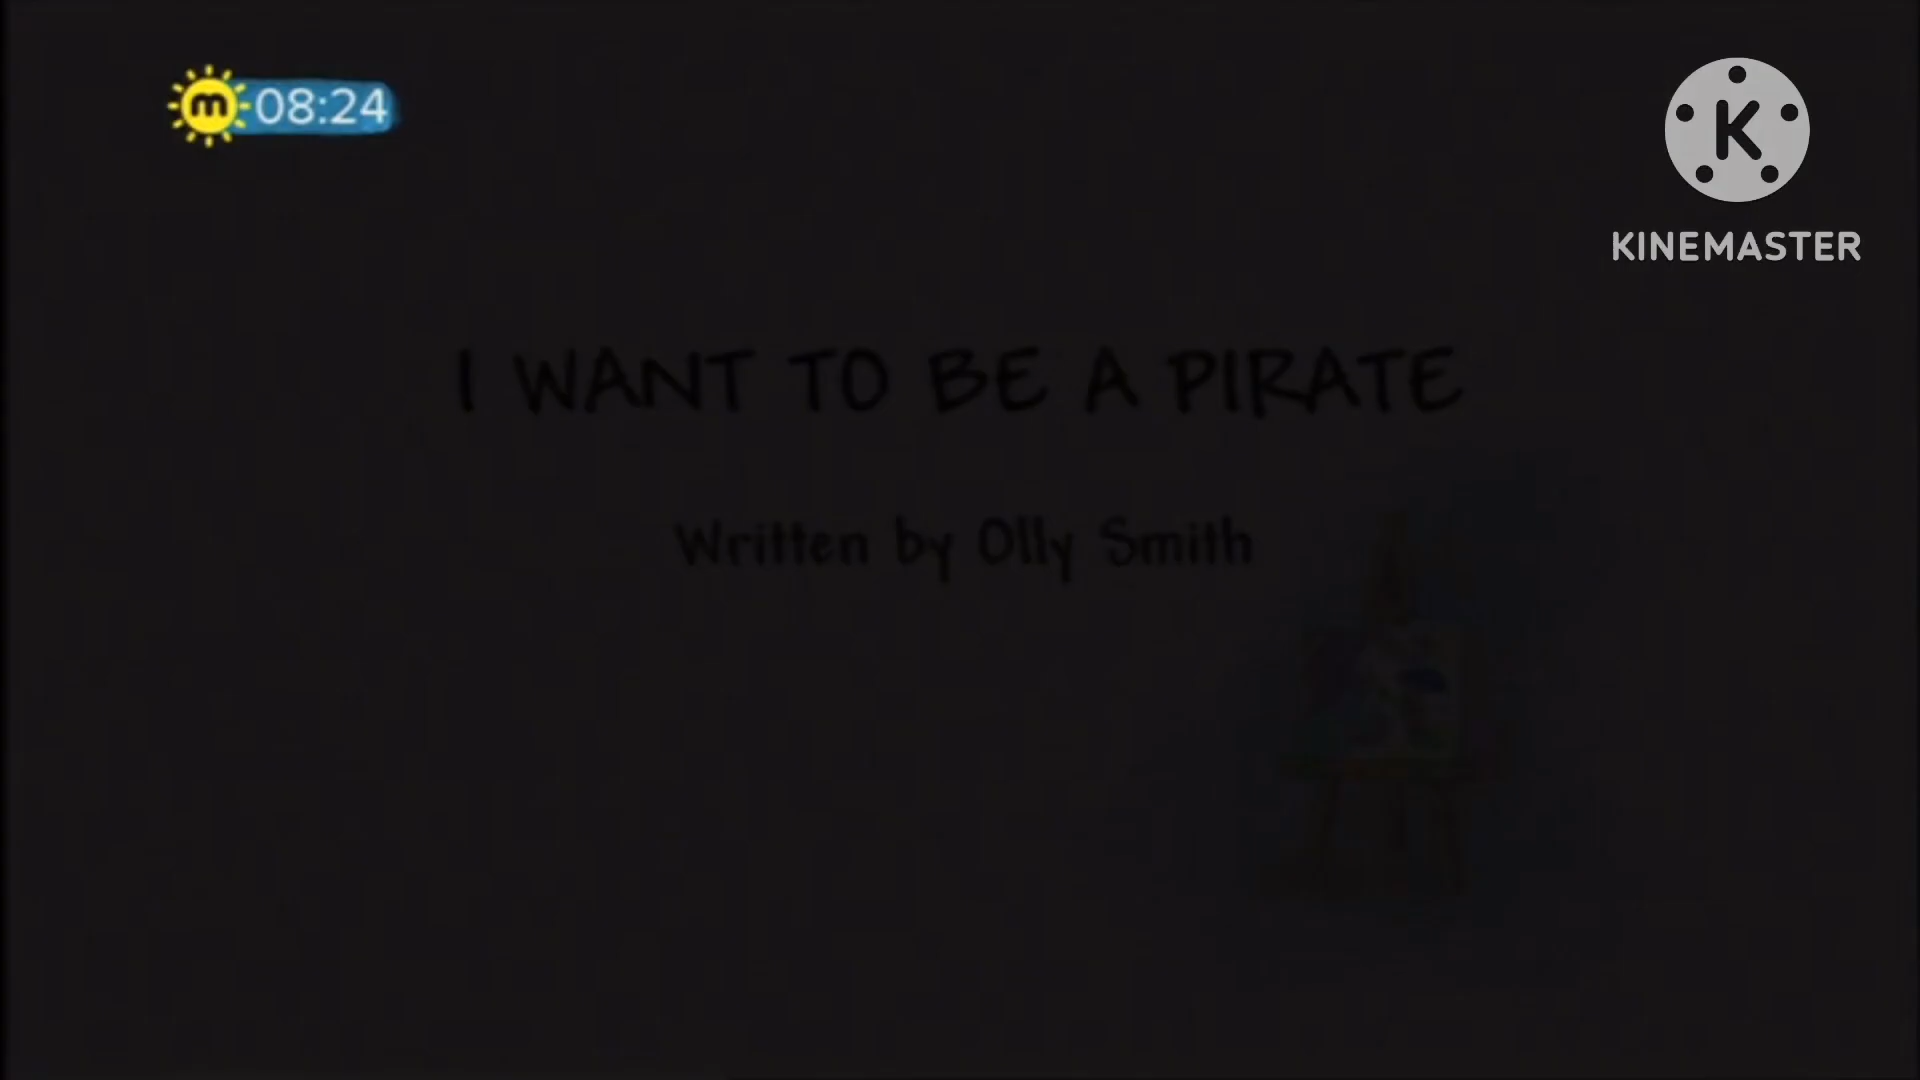 m 08:24
K
KINEMASTER
I WANT TO BE A PIRATE
Written by Olly Smith